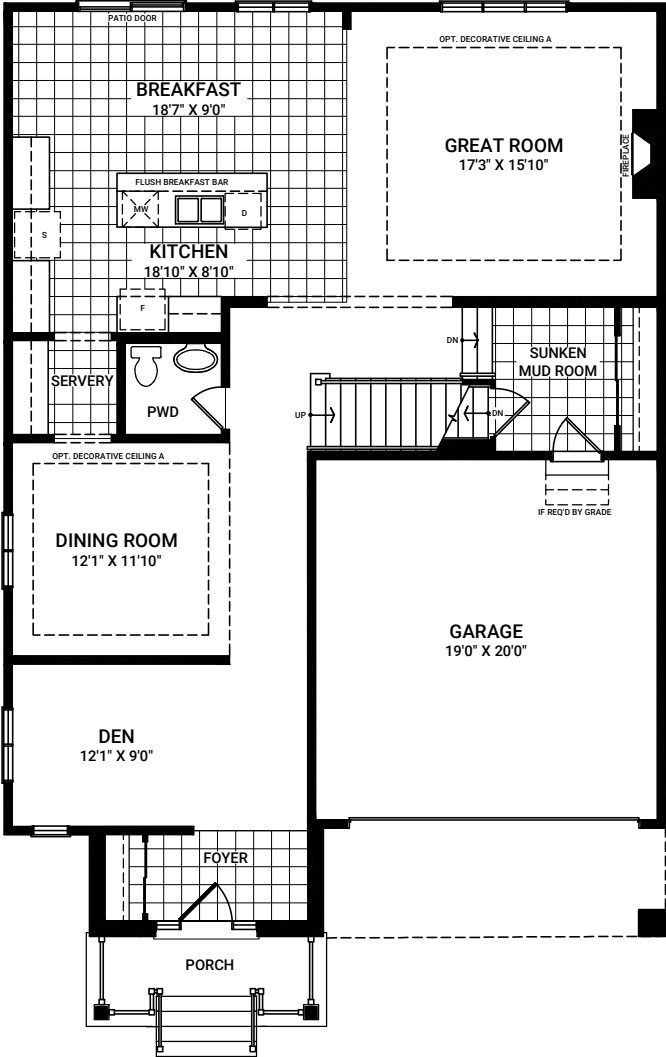 PATIO DOOR
OPT. DECORATIVE CEILING A
BREAKFAST
18'7" X 9'0"
GREAT ROOM
17'3" X 15'10"
FIREPLACE
FLUSH BREAKFAST BAR
MW
D
S
KITCHEN
18'10" X 8'10"
F
DN
SUNKEN
MUD ROOM
SERVERY
PWD
UP
DN
OPT. DECORATIVE CEILING A
IF REQ'D BY GRADE
DINING ROOM
12'1" X 11'10"
GARAGE
19'0" X 20'0"
DEN
12'1" X 9'0"
FOYER
PORCH